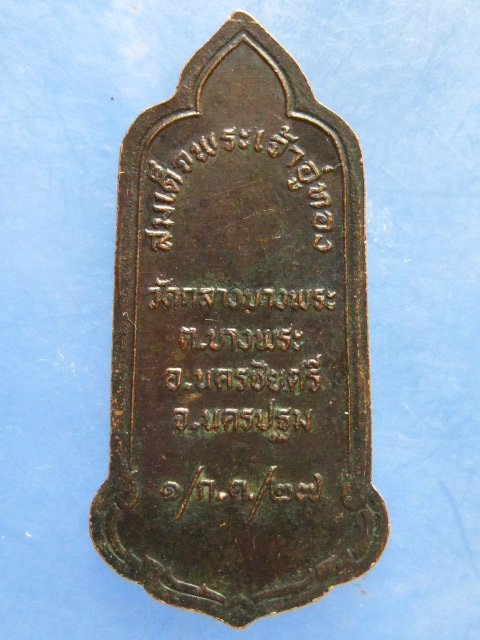 สมเด็จพระเจ้าอู่ทอง
วัดกลางบางพระ
ต.บางพระ
อ.นครชัยศรี
จ.นครปฐม
๑/ก.ค./๒๗